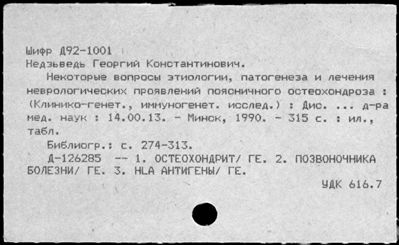 Шифр Д92-1001
Недзьведь Георгий Константинович.
Некоторые вопросы этиологии, патогенеза и лечения
неврологических проявлений поясничного остеохондроза :
(Клинико-генет., иммуногенет. исслед.) : Дис. ... д-ра
мед. наук : 14.00.13. - Минск, 1990. - 315 с. : ил.,
табл.
Библиогр.: с. 274-313.
Д-126285 -- 1. ОСТЕОХОНДРИТ/ ГЕ. 2. ПОЗВОНОЧНИКА
БОЛЕЗНИ/ ГЕ. 3. HLA АНТИГЕНЫ/ ГЕ.
УДК 616.7